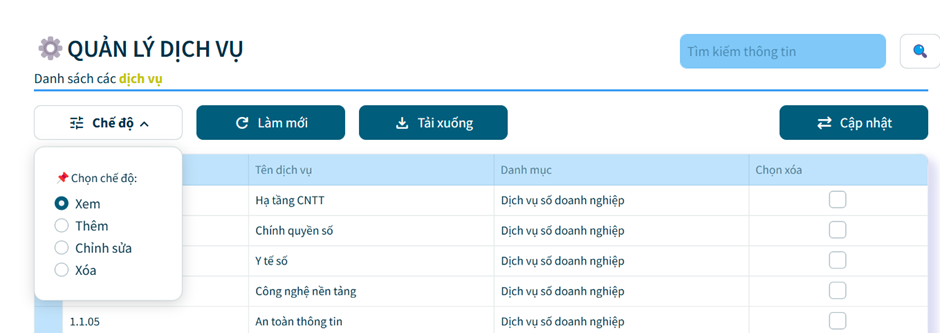 QUẢN LÝ DỊCH VỤ
Tìm kiếm thông tin
Danh sách các dịch vụ
Chế độ
Làm mới
Tải xuống
Cập nhật
Chọn chế độ:
Xem
Thêm
Chỉnh sửa
Xóa
Tên dịch vụ Danh mục Chọn xóa
Hạ tầng CNTT Dịch vụ số doanh nghiệp
Chính quyền số Dịch vụ số doanh nghiệp
Y tế số Dịch vụ số doanh nghiệp
Công nghệ nền tảng Dịch vụ số doanh nghiệp
1.1.05 An toàn thông tin Dịch vụ số doanh nghiệp